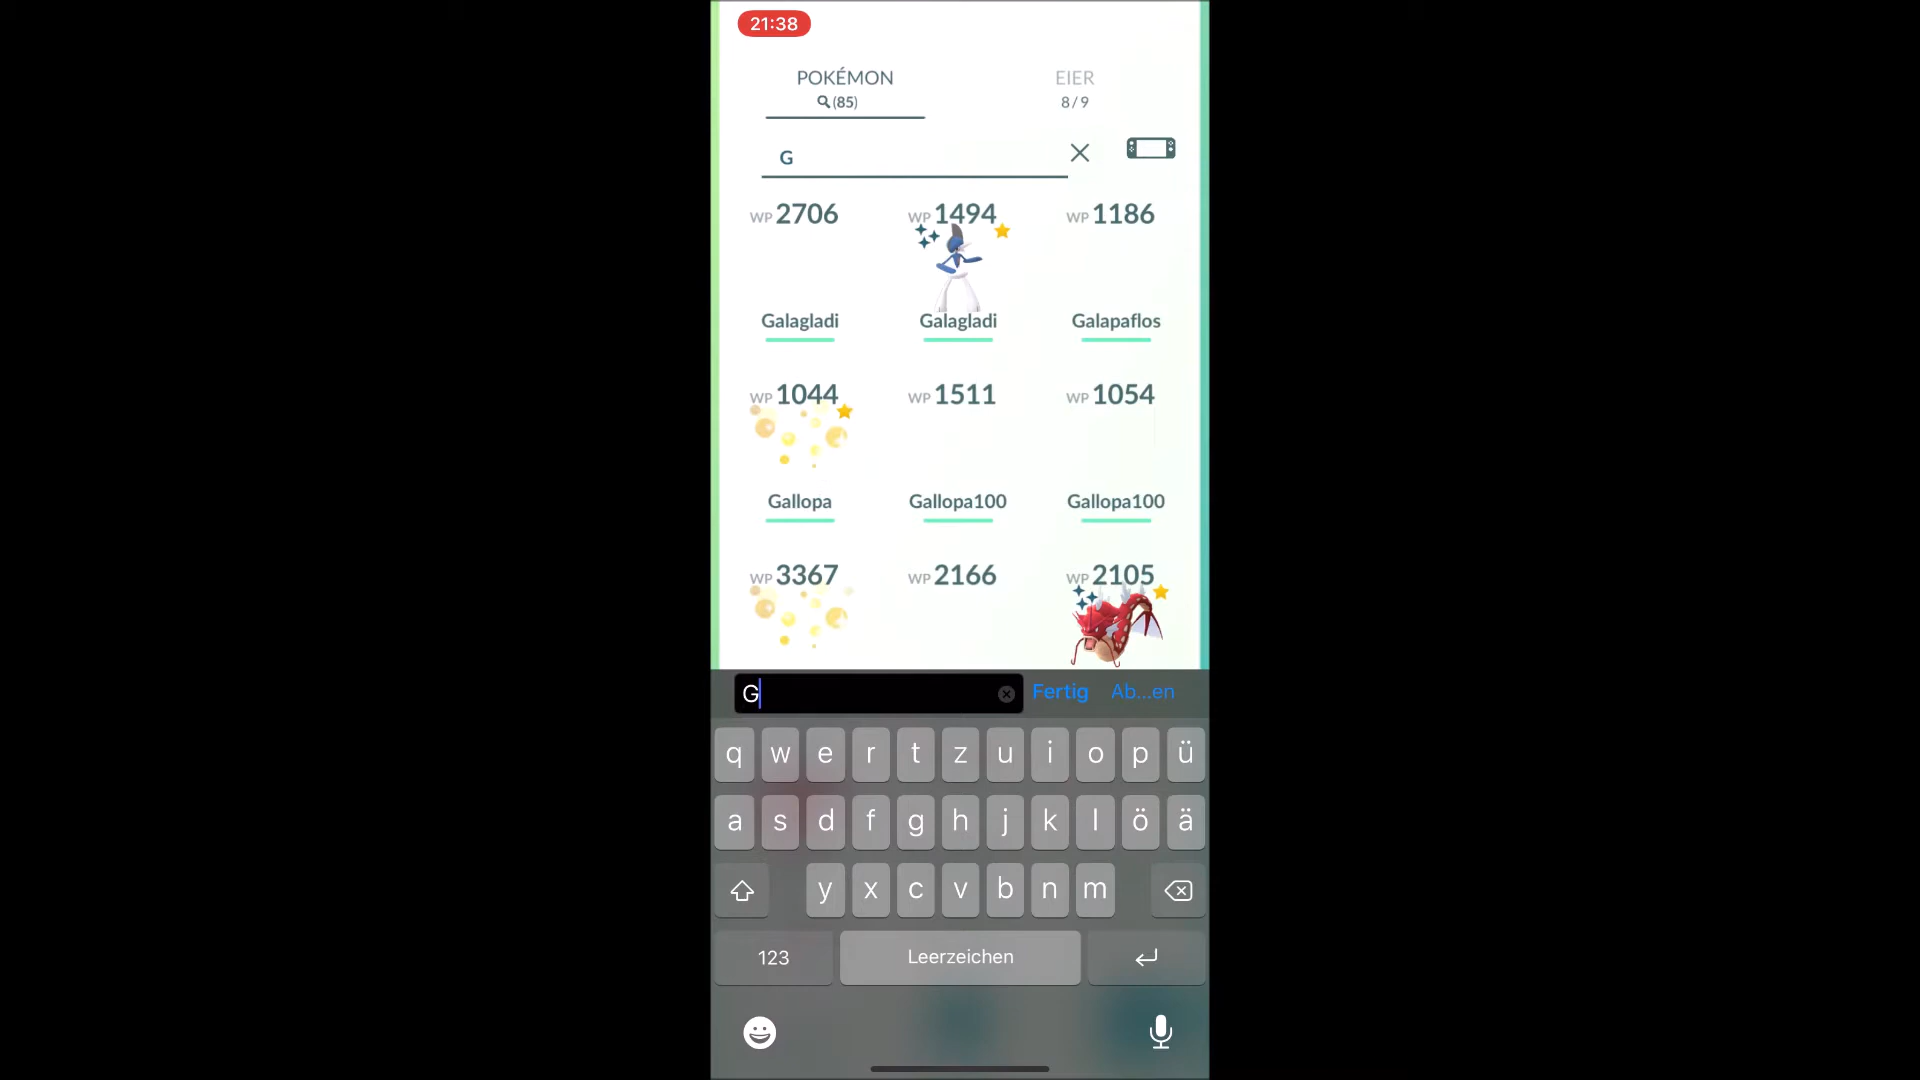 21:38
POKÉMON EIER
(85) 8/9
G
WP 2706 WP 1494 WP 1186
Galagladi Galagladi Galapaflos
WP 1044 WP 1511 WP 1054
Gallopa Gallopa100 Gallopa100
WP 3367 WP 2166 WP 2105
G Fertig Ab...en
q w e r t z u i o p ü
a s d f g h j k l ö ä
y x c v b n m
123 Leerzeichen